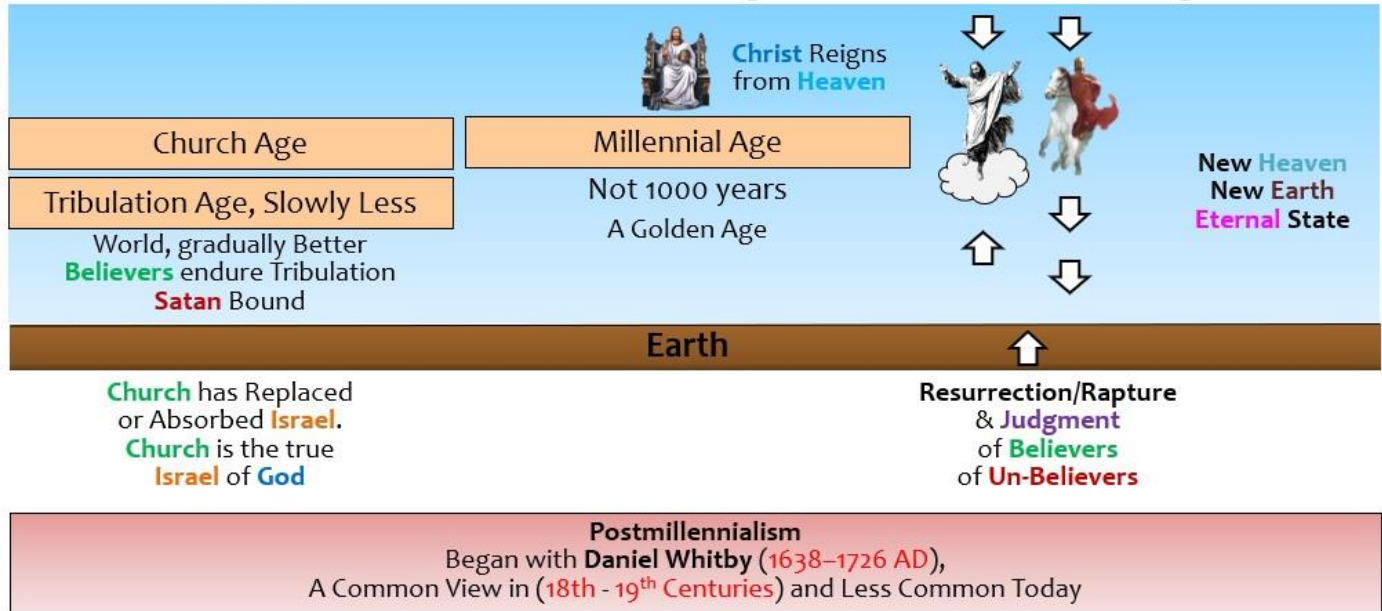 Christ Reigns
from Heaven
Church Age
Millennial Age
Tribulation Age, Slowly Less
Not 1000 years
A Golden Age
New Heaven
New Earth
Eternal State
World, gradually Better
Believers endure Tribulation
Satan Bound
Earth
Church has Replaced
or Absorbed Israel.
Church is the true
Israel of God
Resurrection/Rapture
& Judgment
of Believers
of Un-Believers
Postmillennialism
Began with Daniel Whitby (1638–1726 AD),
A Common View in (18th - 19th Centuries) and Less Common Today